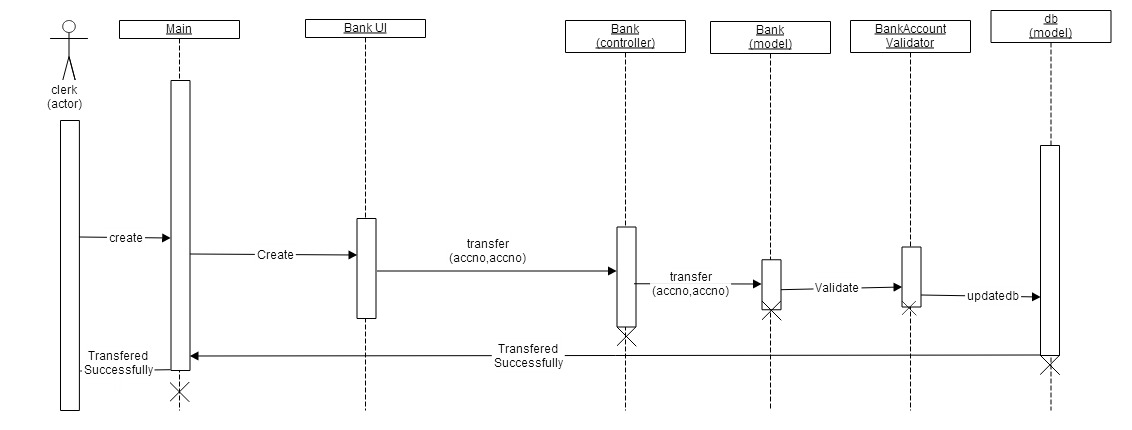 Main
Bank UI
Bank
(controller)
Bank
(model)
BankAccount
Validator
db
(model)
clerk
(actor)
create
Create
transfer
(accno,accno)
transfer
(accno,accno)
Validate
updatedb
Transfered
Successfully
Transfered
Successfully